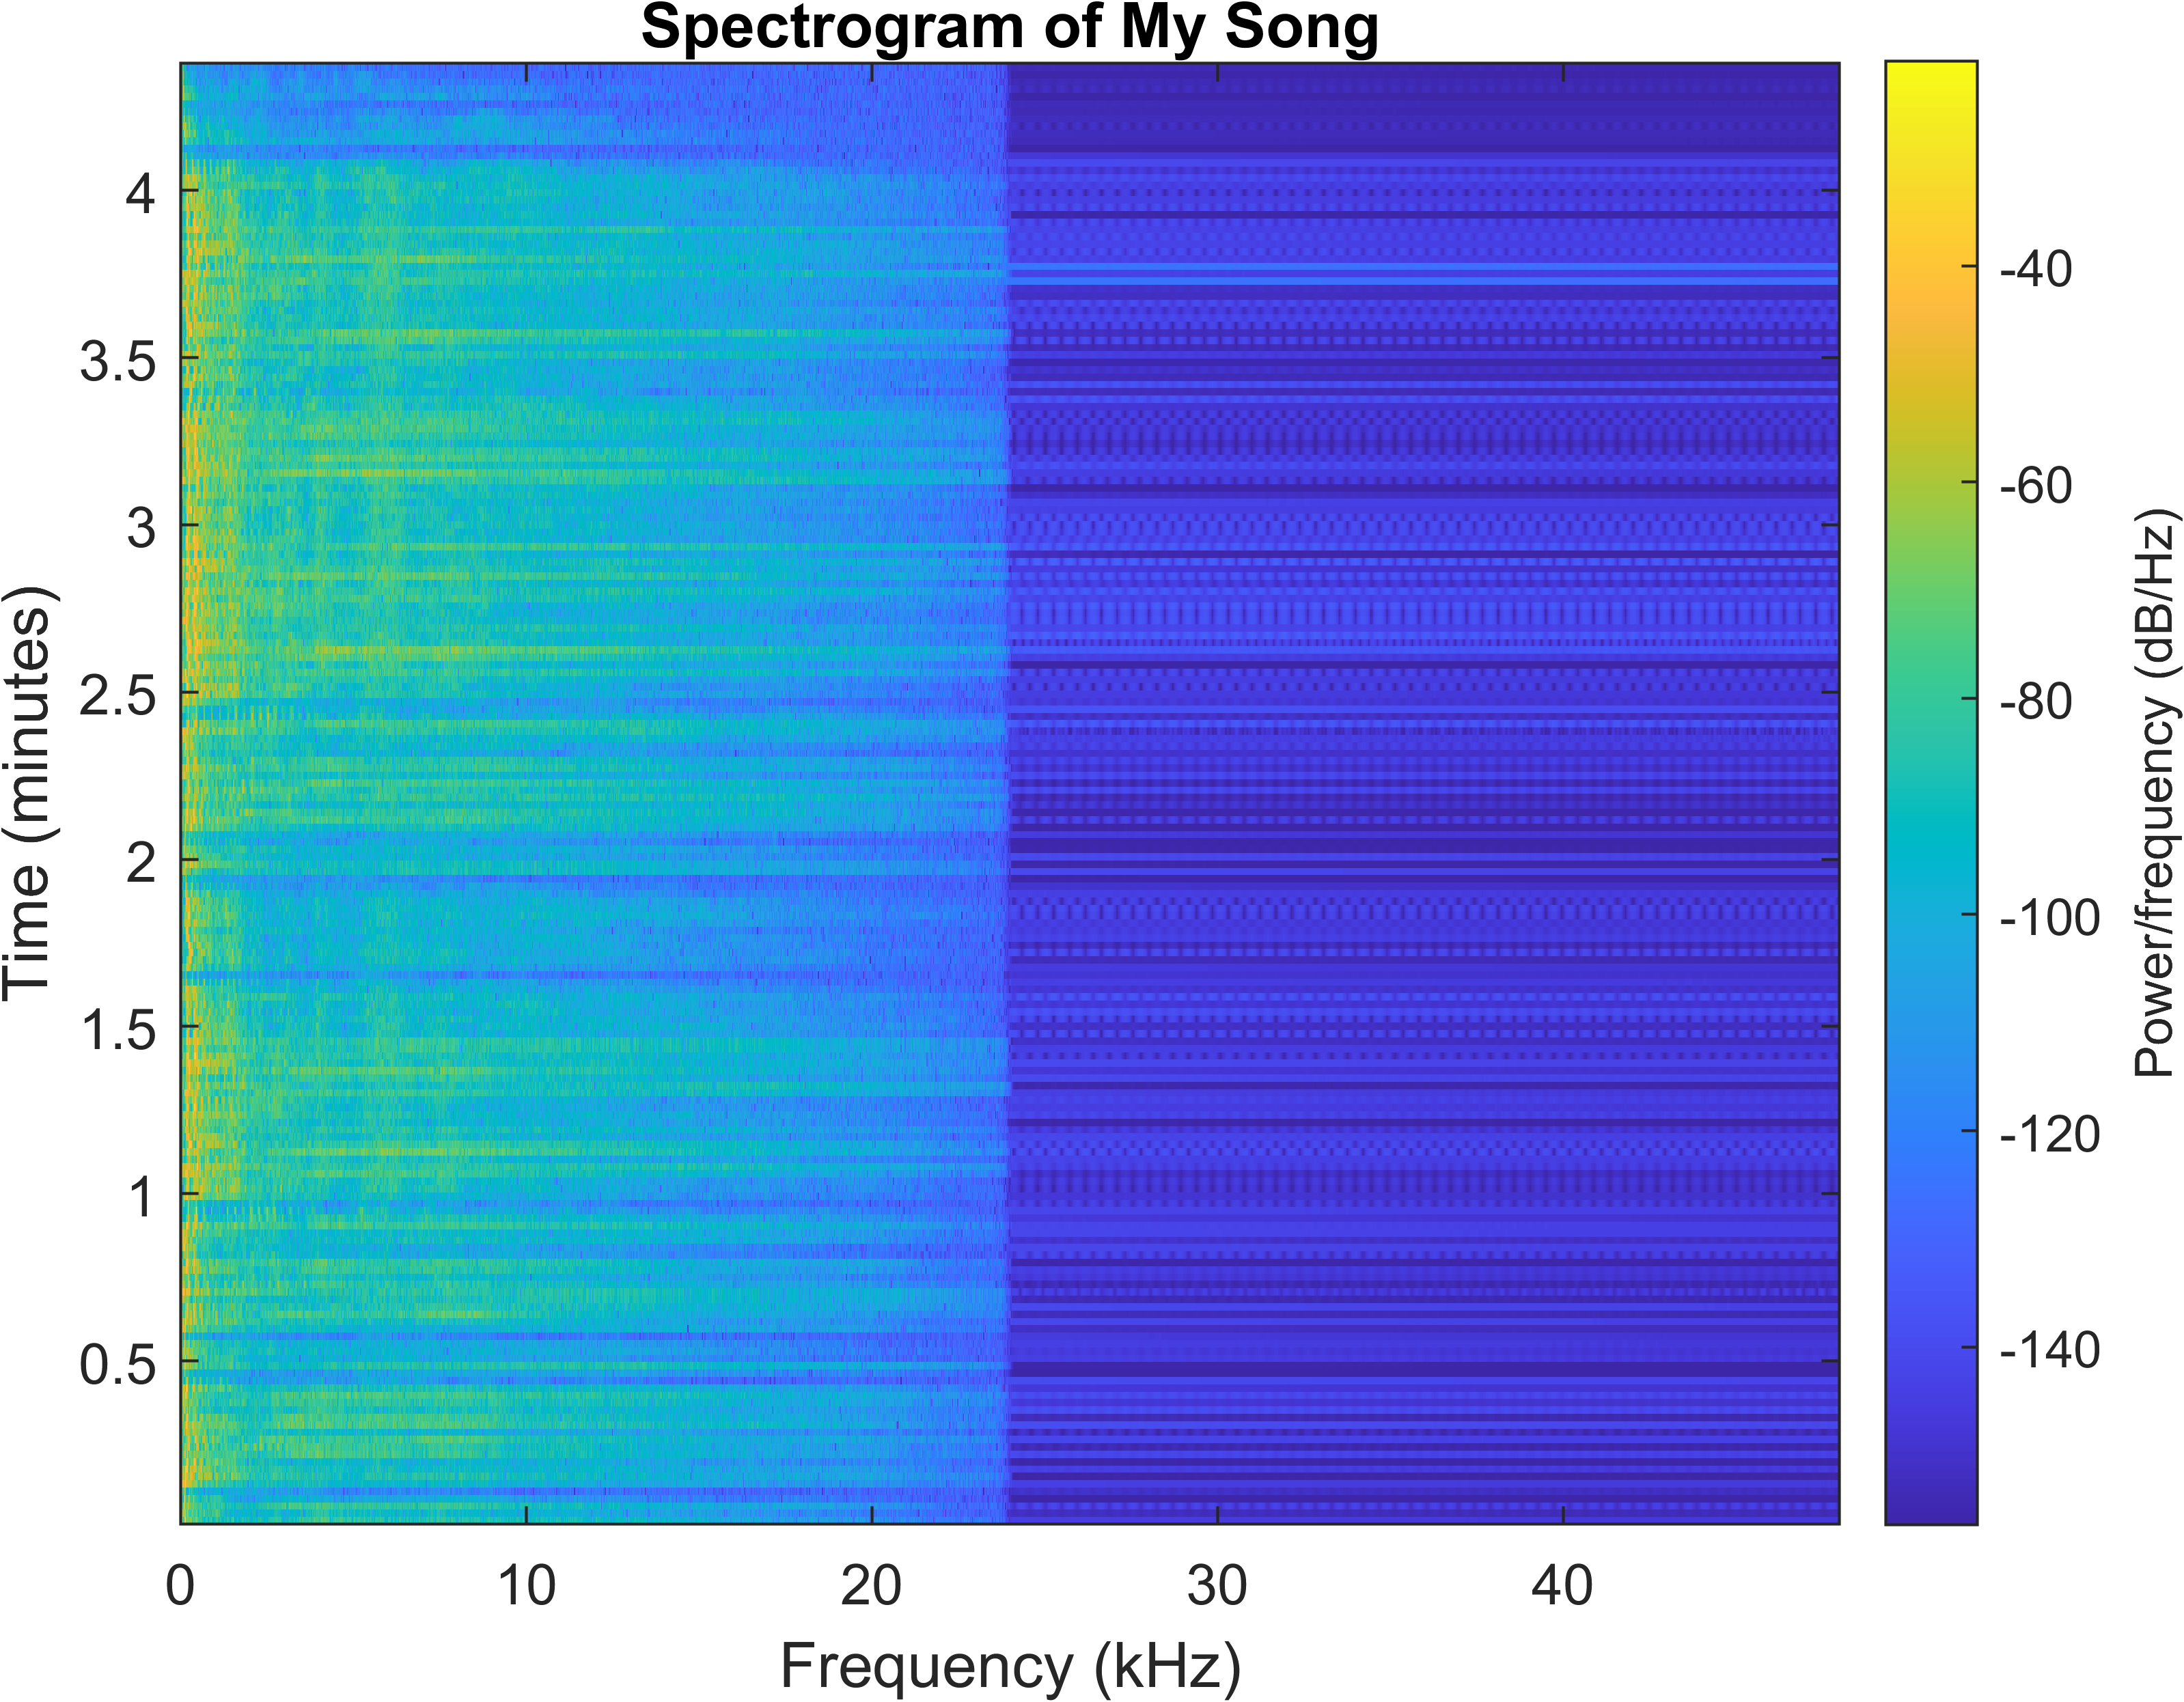 Spectrogram of My Song
4
3.5
3
2.5
2
1.5
1
0.5
Time (minutes)
0 10 20 30 40
Frequency (kHz)
-40
-60
-80
-100
-120
-140
Power/frequency (dB/Hz)